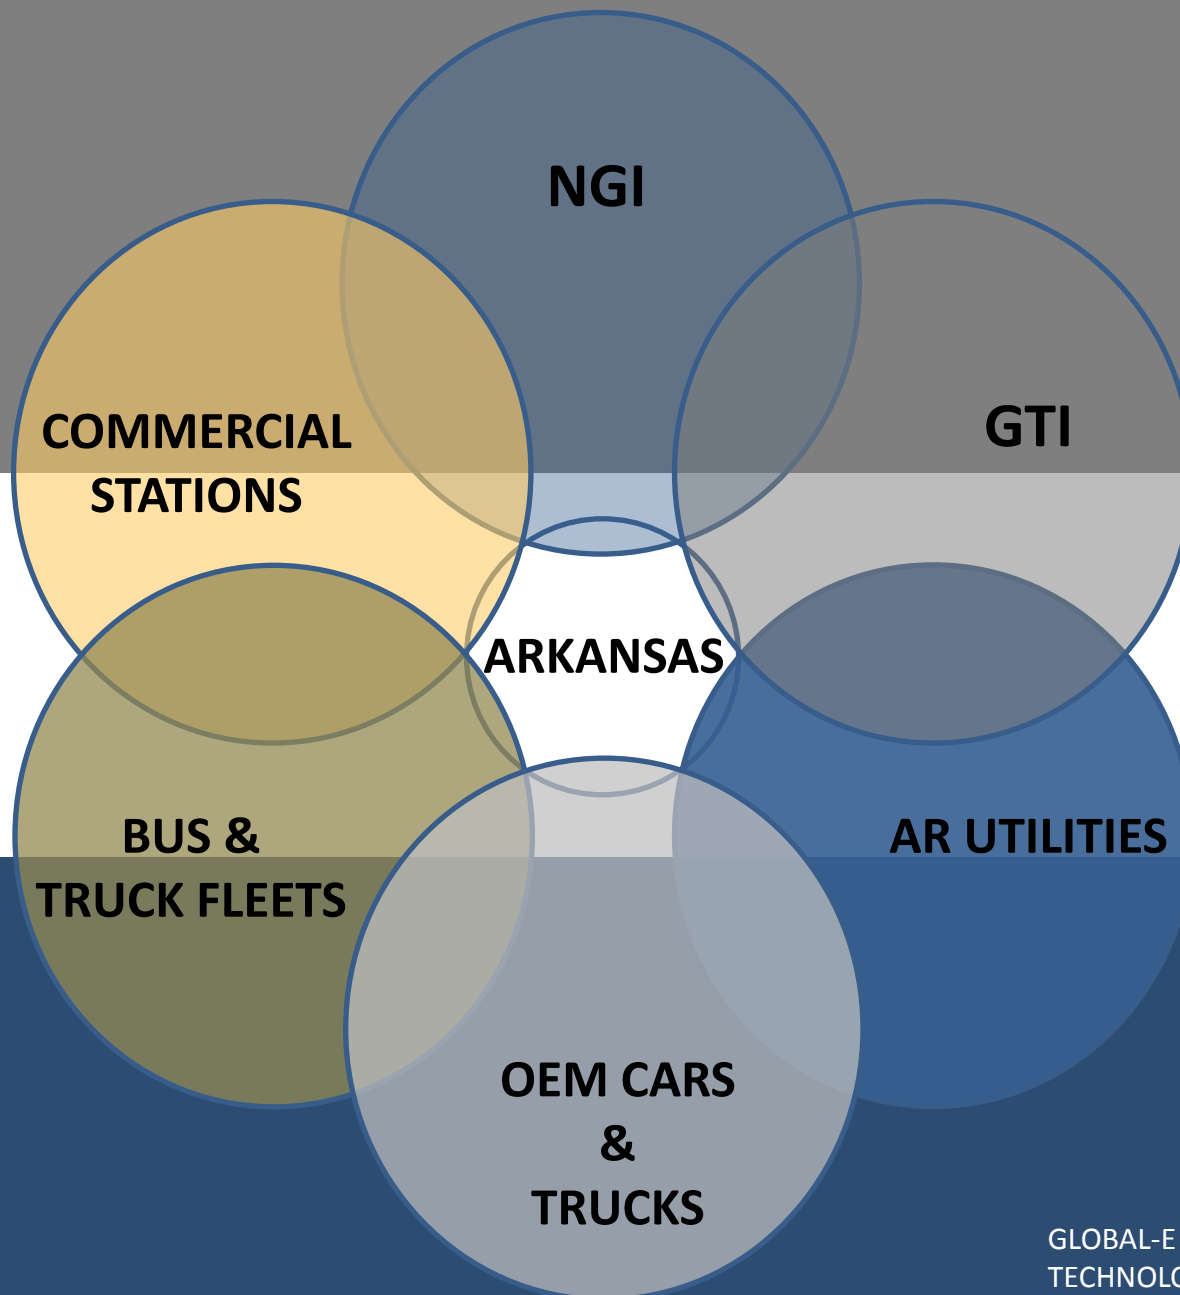 NGI
COMMERCIAL
STATIONS
GTI
ARKANSAS
BUS &
TRUCK FLEETS
AR UTILITIES
OEM CARS
&
TRUCKS
GLOBAL-E